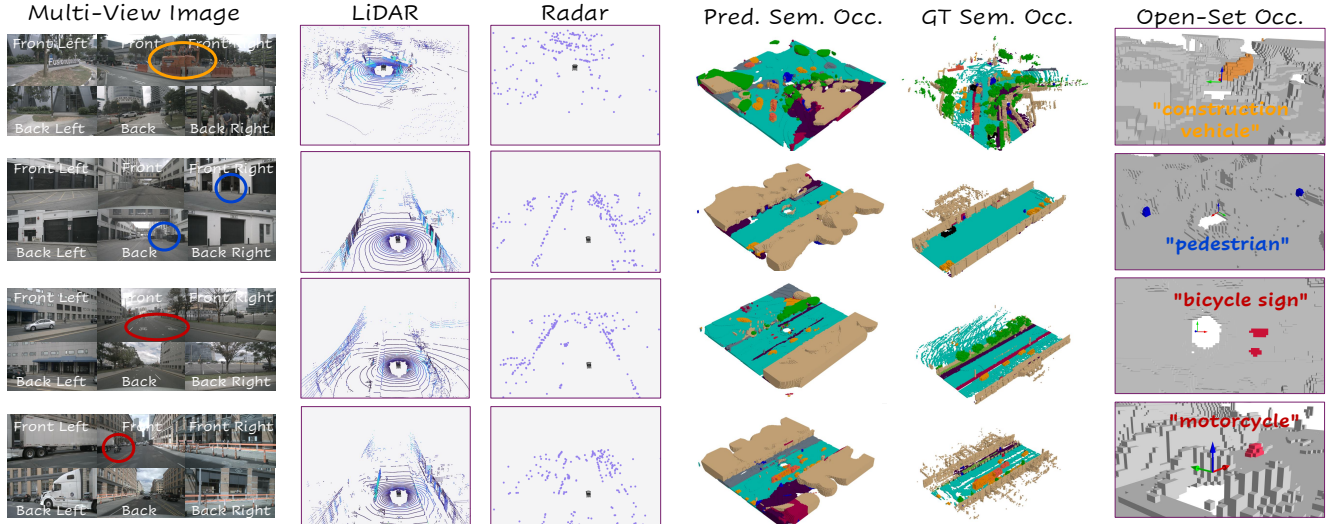 Multi-View Image LiDAR Radar Pred. Sem. Occ. GT Sem. Occ. Open-Set Occ.
Front Left Front Front Right
Back Left Back Back Right
"construction
vehicle"
Front Left Front Front Right
Back Left Back Back Right
"pedestrian"
Front Left Front Front Right
Back Left Back Back Right
"bicycle sign"
Front Left Front Front Right
Back Left Back Back Right
"motorcycle"